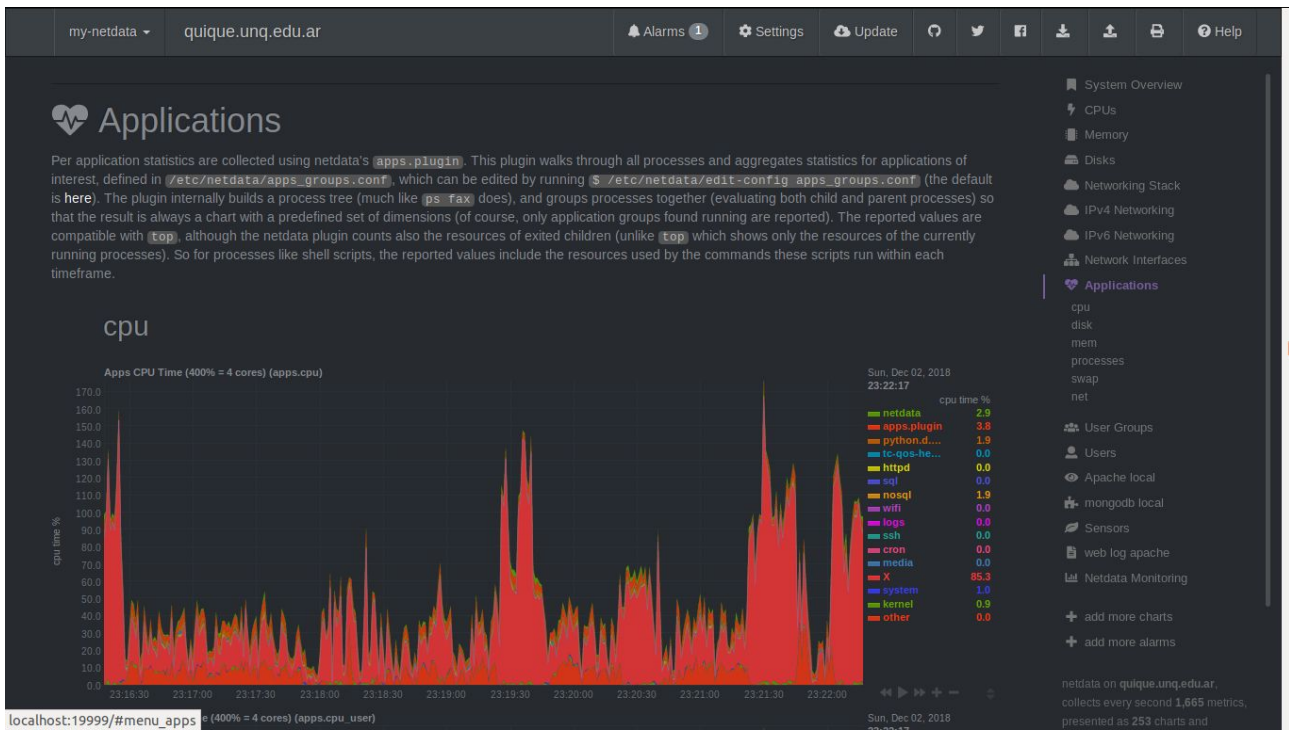 my-netdata
quique.unq.edu.ar
Alarms 1
Settings
Update
Help
Applications
Per application statistics are collected using netdata's apps.plugin. This plugin walks through all processes and aggregates statistics for applications of
interest, defined in /etc/netdata/apps_groups.conf, which can be edited by running $ /etc/netdata/edit-config apps_groups.conf (the default
is here). The plugin internally builds a process tree (much like ps fax does), and groups processes together (evaluating both child and parent processes) so
that the result is always a chart with a predefined set of dimensions (of course, only application groups found running are reported). The reported values are
compatible with top, although the netdata plugin counts also the resources of exited children (unlike top which shows only the resources of the currently
running processes). So for processes like shell scripts, the reported values include the resources used by the commands these scripts run within each
timeframe.
cpu
Apps CPU Time (400% = 4 cores) (apps.cpu)
cpu time %
170.0
160.0
150.0
140.0
130.0
120.0
110.0
100.0
90.0
80.0
70.0
60.0
50.0
40.0
30.0
20.0
10.0
0.0
23:16:30 23:17:00 23:17:30 23:18:00 23:18:30 23:19:00 23:19:30 23:20:00 23:20:30 23:21:00 23:21:30 23:22:00
Sun, Dec 02, 2018
23:22:17
cpu time %
netdata 2.9
apps.plugin 3.8
python.d.... 1.9
tc-qos-he... 0.0
httpd 0.0
sql 0.0
nosql 1.9
wifi 0.0
logs 0.0
ssh 0.0
cron 0.0
media 0.0
X 85.3
system 1.0
kernel 0.9
other 0.0
localhost:19999/#menu_apps
e (400% = 4 cores) (apps.cpu_user)
Sun, Dec 02, 2018
System Overview
CPUs
Memory
Disks
Networking Stack
IPv4 Networking
IPv6 Networking
Network Interfaces
Applications
cpu
disk
mem
processes
swap
net
User Groups
Users
Apache local
mongodb local
Sensors
web log apache
Netdata Monitoring
add more charts
add more alarms
netdata on quique.unq.edu.ar,
collects every second 1,665 metrics,
presented as 253 charts and